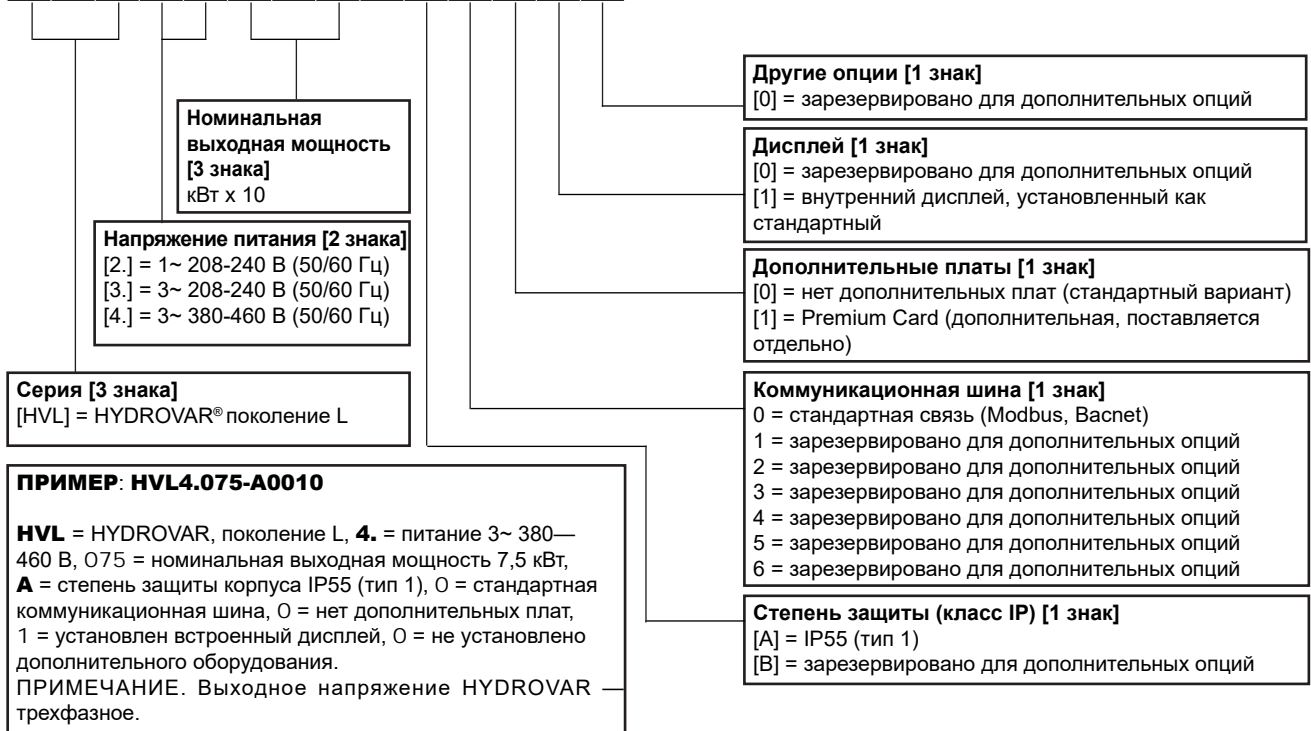 Номинальная
выходная мощность
[3 знака]
кВт x 10
Напряжение питания [2 знака]
[2.] = 1~ 208-240 В (50/60 Гц)
[3.] = 3~ 208-240 В (50/60 Гц)
[4.] = 3~ 380-460 В (50/60 Гц)
Серия [3 знака]
[HVL] = HYDROVAR® поколение L
ПРИМЕР: HVL4.075-A0010
HVL = HYDROVAR, поколение L, 4. = питание 3~ 380—
460 В, 075 = номинальная выходная мощность 7,5 кВт,
A = степень защиты корпуса IP55 (тип 1), 0 = стандартная
коммуникационная шина, 0 = нет дополнительных плат,
1 = установлен встроенный дисплей, 0 = не установлено
дополнительного оборудования.
ПРИМЕЧАНИЕ. Выходное напряжение HYDROVAR —
трехфазное.
Другие опции [1 знак]
[0] = зарезервировано для дополнительных опций
Дисплей [1 знак]
[0] = зарезервировано для дополнительных опций
[1] = внутренний дисплей, установленный как
стандартный
Дополнительные платы [1 знак]
[0] = нет дополнительных плат (стандартный вариант)
[1] = Premium Card (дополнительная, поставляется
отдельно)
Коммуникационная шина [1 знак]
0 = стандартная связь (Modbus, Bacnet)
1 = зарезервировано для дополнительных опций
2 = зарезервировано для дополнительных опций
3 = зарезервировано для дополнительных опций
4 = зарезервировано для дополнительных опций
5 = зарезервировано для дополнительных опций
6 = зарезервировано для дополнительных опций
Степень защиты (класс IP) [1 знак]
[A] = IP55 (тип 1)
[B] = зарезервировано для дополнительных опций